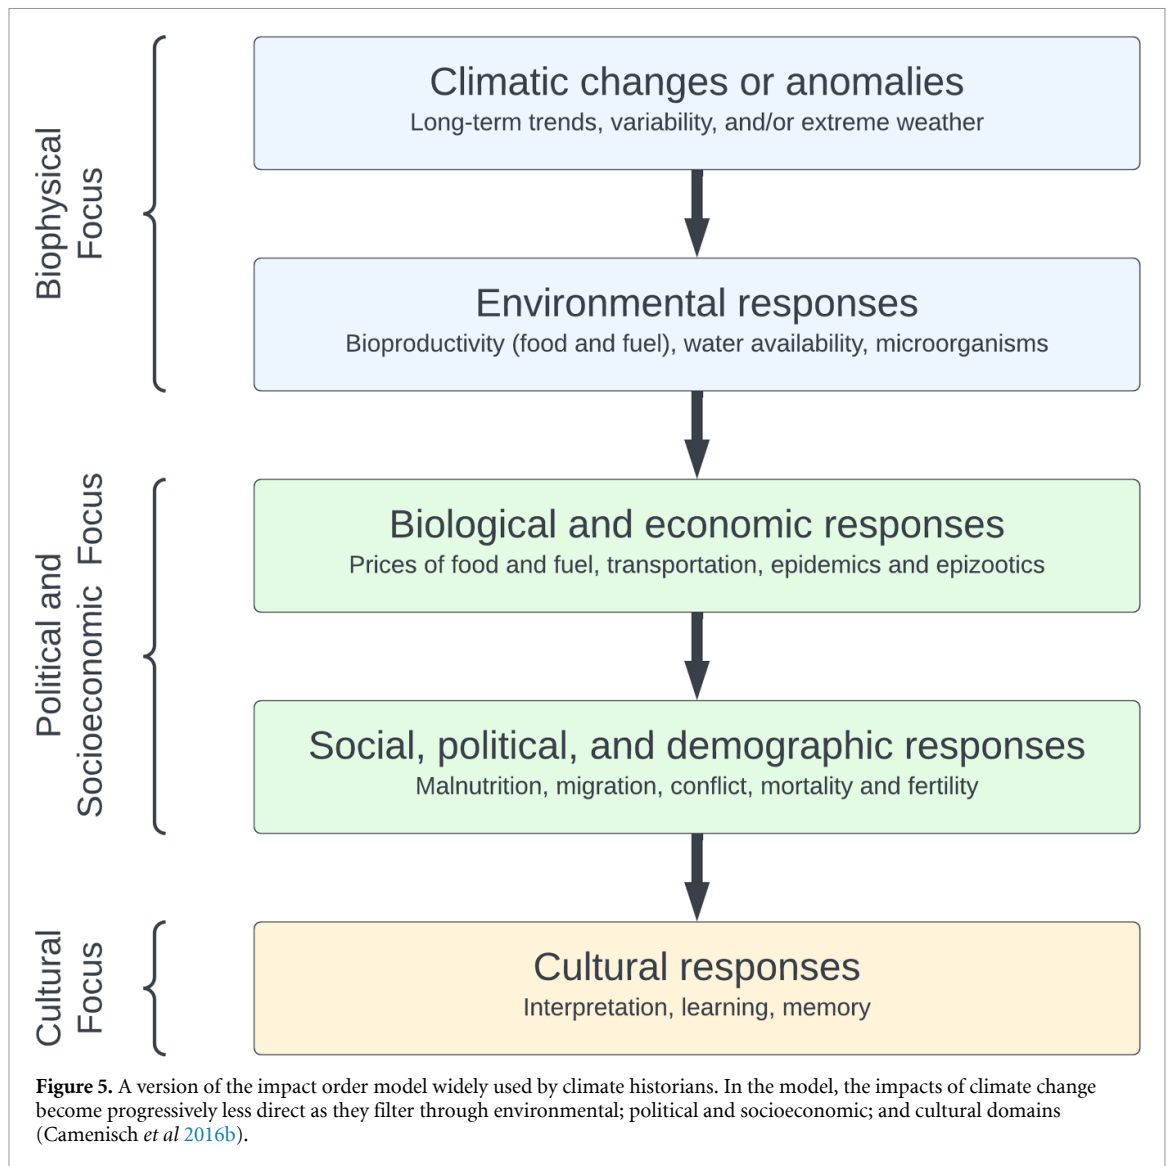 Biophysical
Focus
Climatic changes or anomalies
Long-term trends, variability, and/or extreme weather
Environmental responses
Bioproductivity (food and fuel), water availability, microorganisms
Political and
Socioeconomic Focus
Biological and economic responses
Prices of food and fuel, transportation, epidemics and epizootics
Social, political, and demographic responses
Malnutrition, migration, conflict, mortality and fertility
Cultural
Focus
Cultural responses
Interpretation, learning, memory
Figure 5. A version of the impact order model widely used by climate historians. In the model, the impacts of climate change
become progressively less direct as they filter through environmental; political and socioeconomic; and cultural domains
(Camenisch et al 2016b).